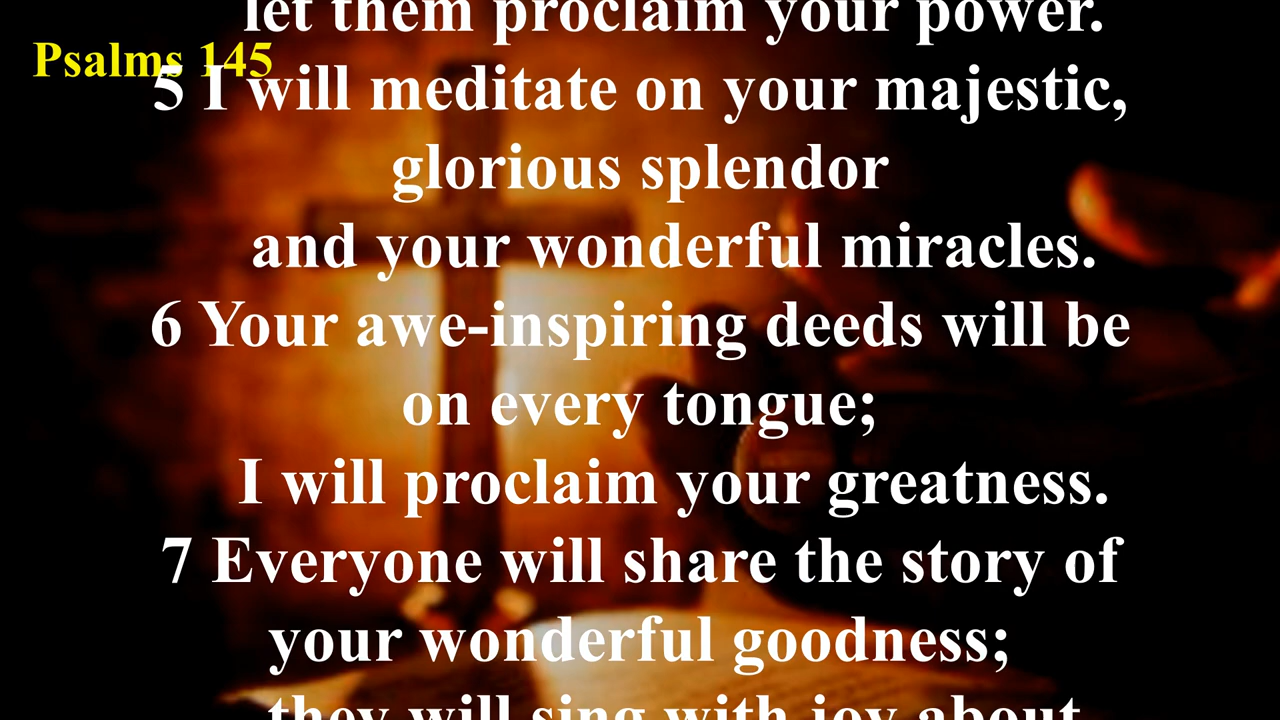 let them proclaim your power.
Psalms 145
5 I will meditate on your majestic,
glorious splendor
and your wonderful miracles.
6 Your awe-inspiring deeds will be
on every tongue;
I will proclaim your greatness.
7 Everyone will share the story of
your wonderful goodness;
they will sing with joy about